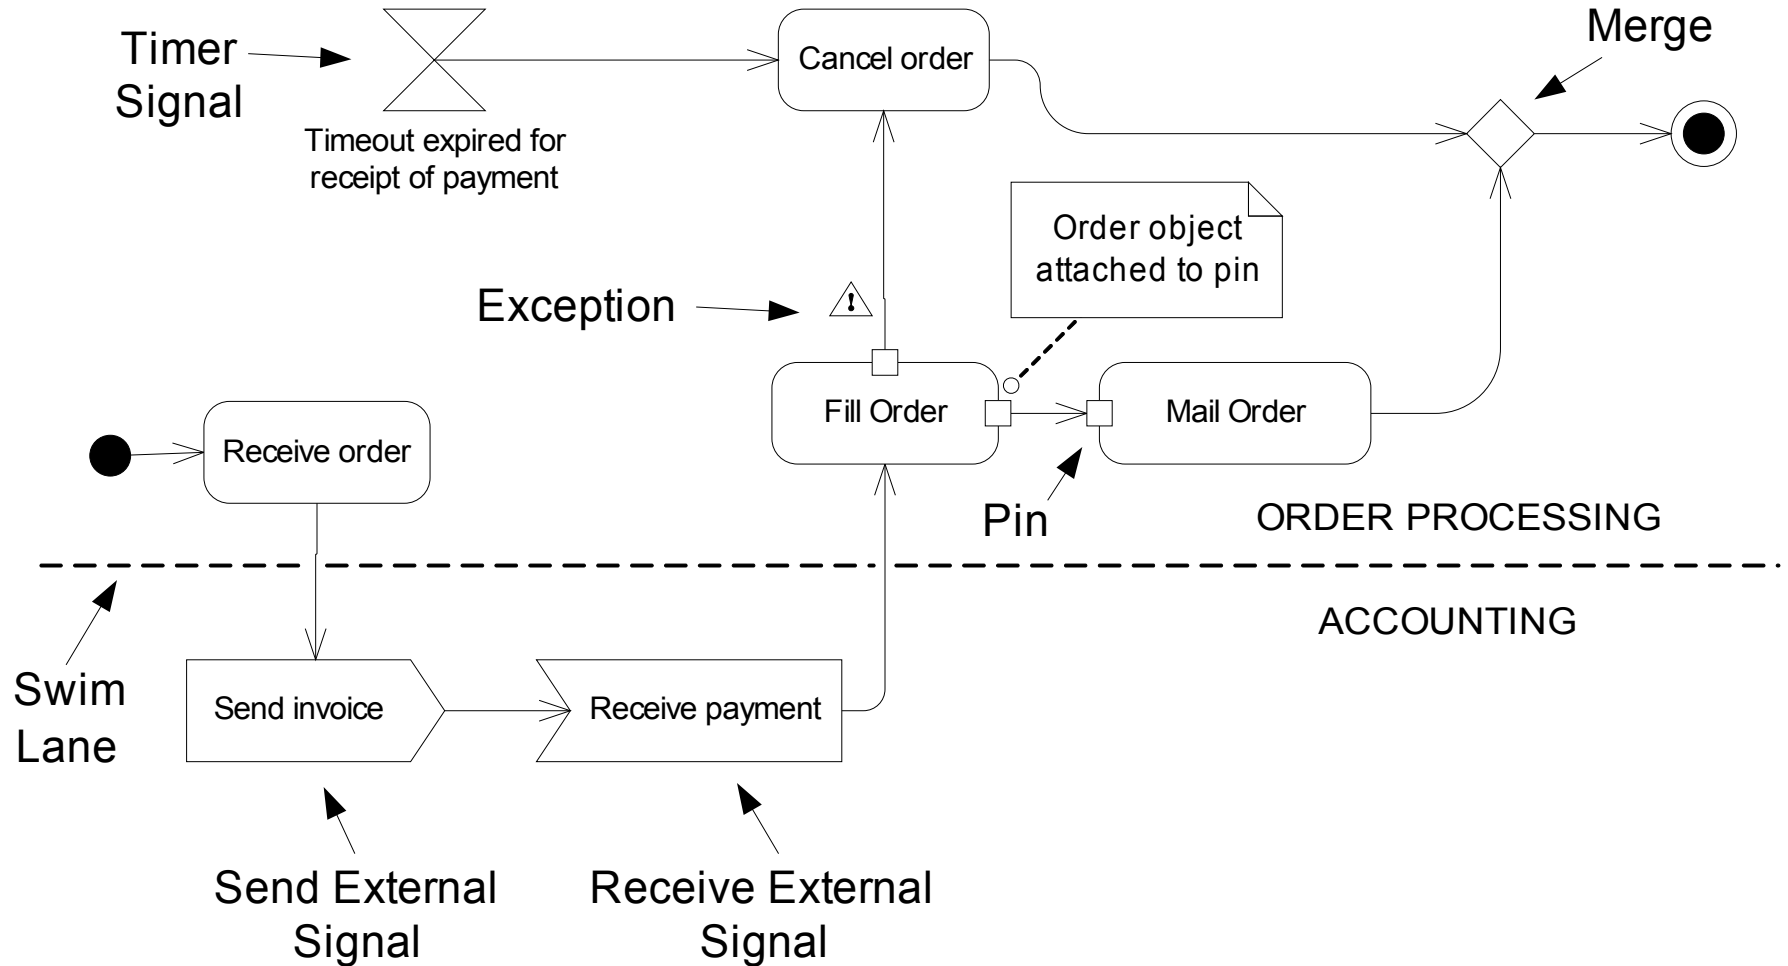 Timer
Signal
Timeout expired for
receipt of payment
Cancel order
Merge
Order object
attached to pin
Exception
!
Fill Order
Mail Order
Receive order
Pin
ORDER PROCESSING
ACCOUNTING
Swim
Lane
Send invoice
Receive payment
Send External
Signal
Receive External
Signal